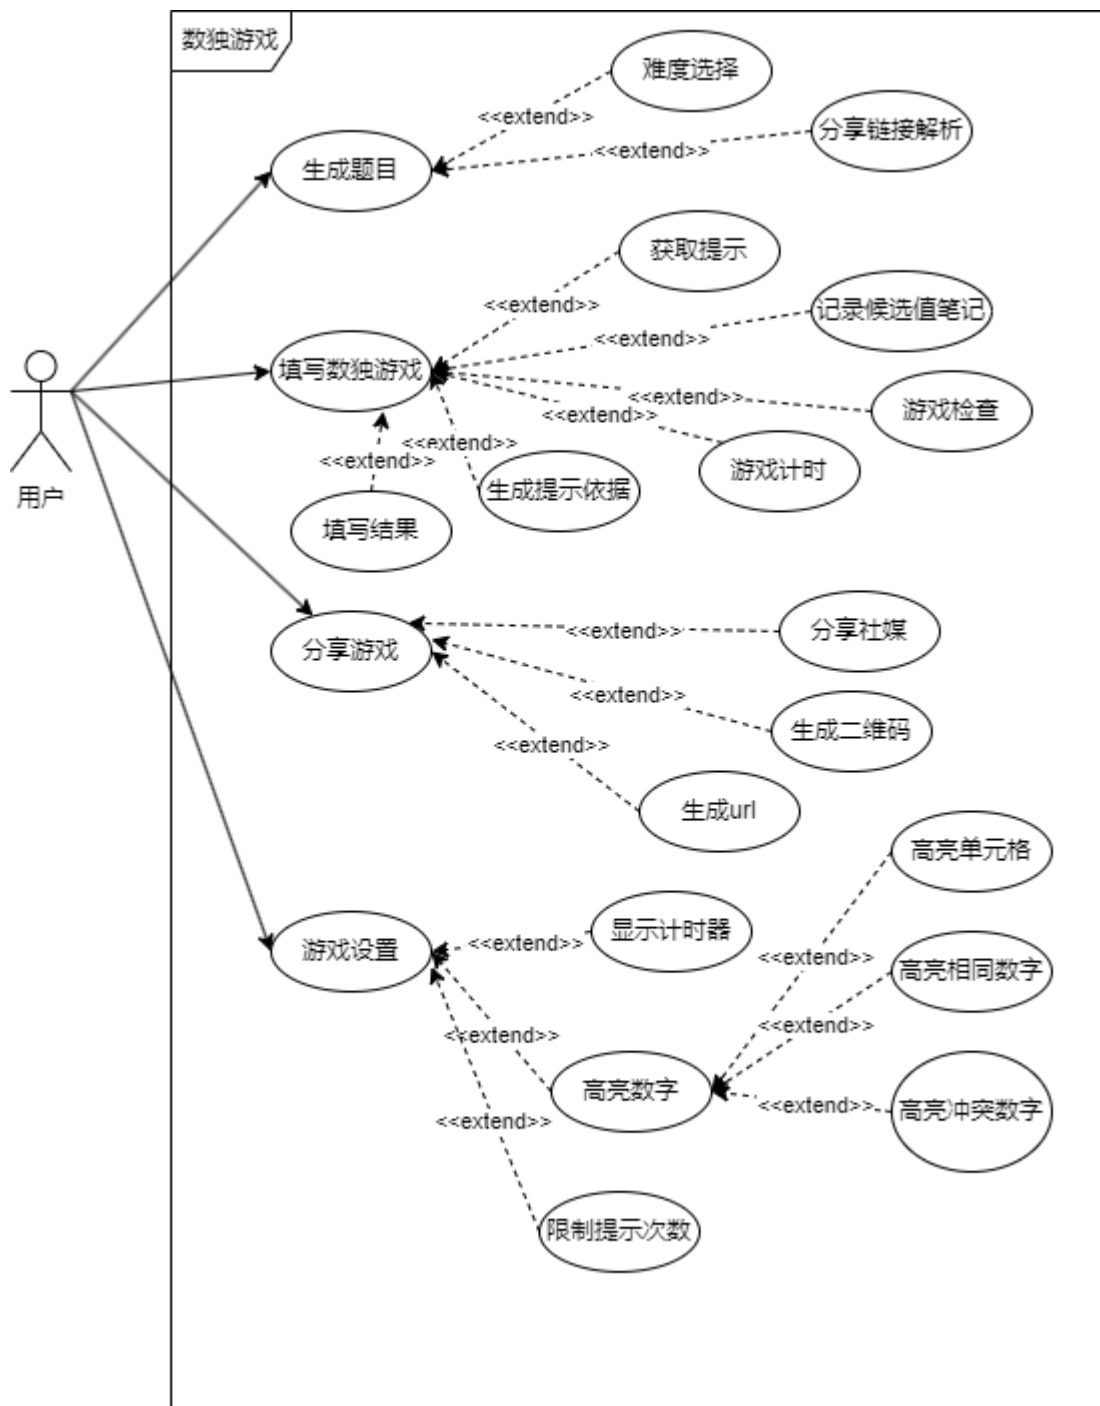 数独游戏
难度选择
<<extend>>
分享链接解析
<<extend>>
生成题目
获取提示
<<extend>>
记录候选值笔记
<<extend>>
填写数独游戏
<<extend>>
游戏检查
<<extend>>
<<extend>>
<<extend>>
游戏计时
生成提示依据
用户
填写结果
分享游戏
<<extend>>
分享社媒
<<extend>>
生成二维码
<<extend>>
生成url
高亮单元格
游戏设置
<<extend>>
显示计时器
<<extend>>
高亮相同数字
<<extend>>
<<extend>>
高亮数字
<<extend>>
高亮冲突数字
<<extend>>
限制提示次数